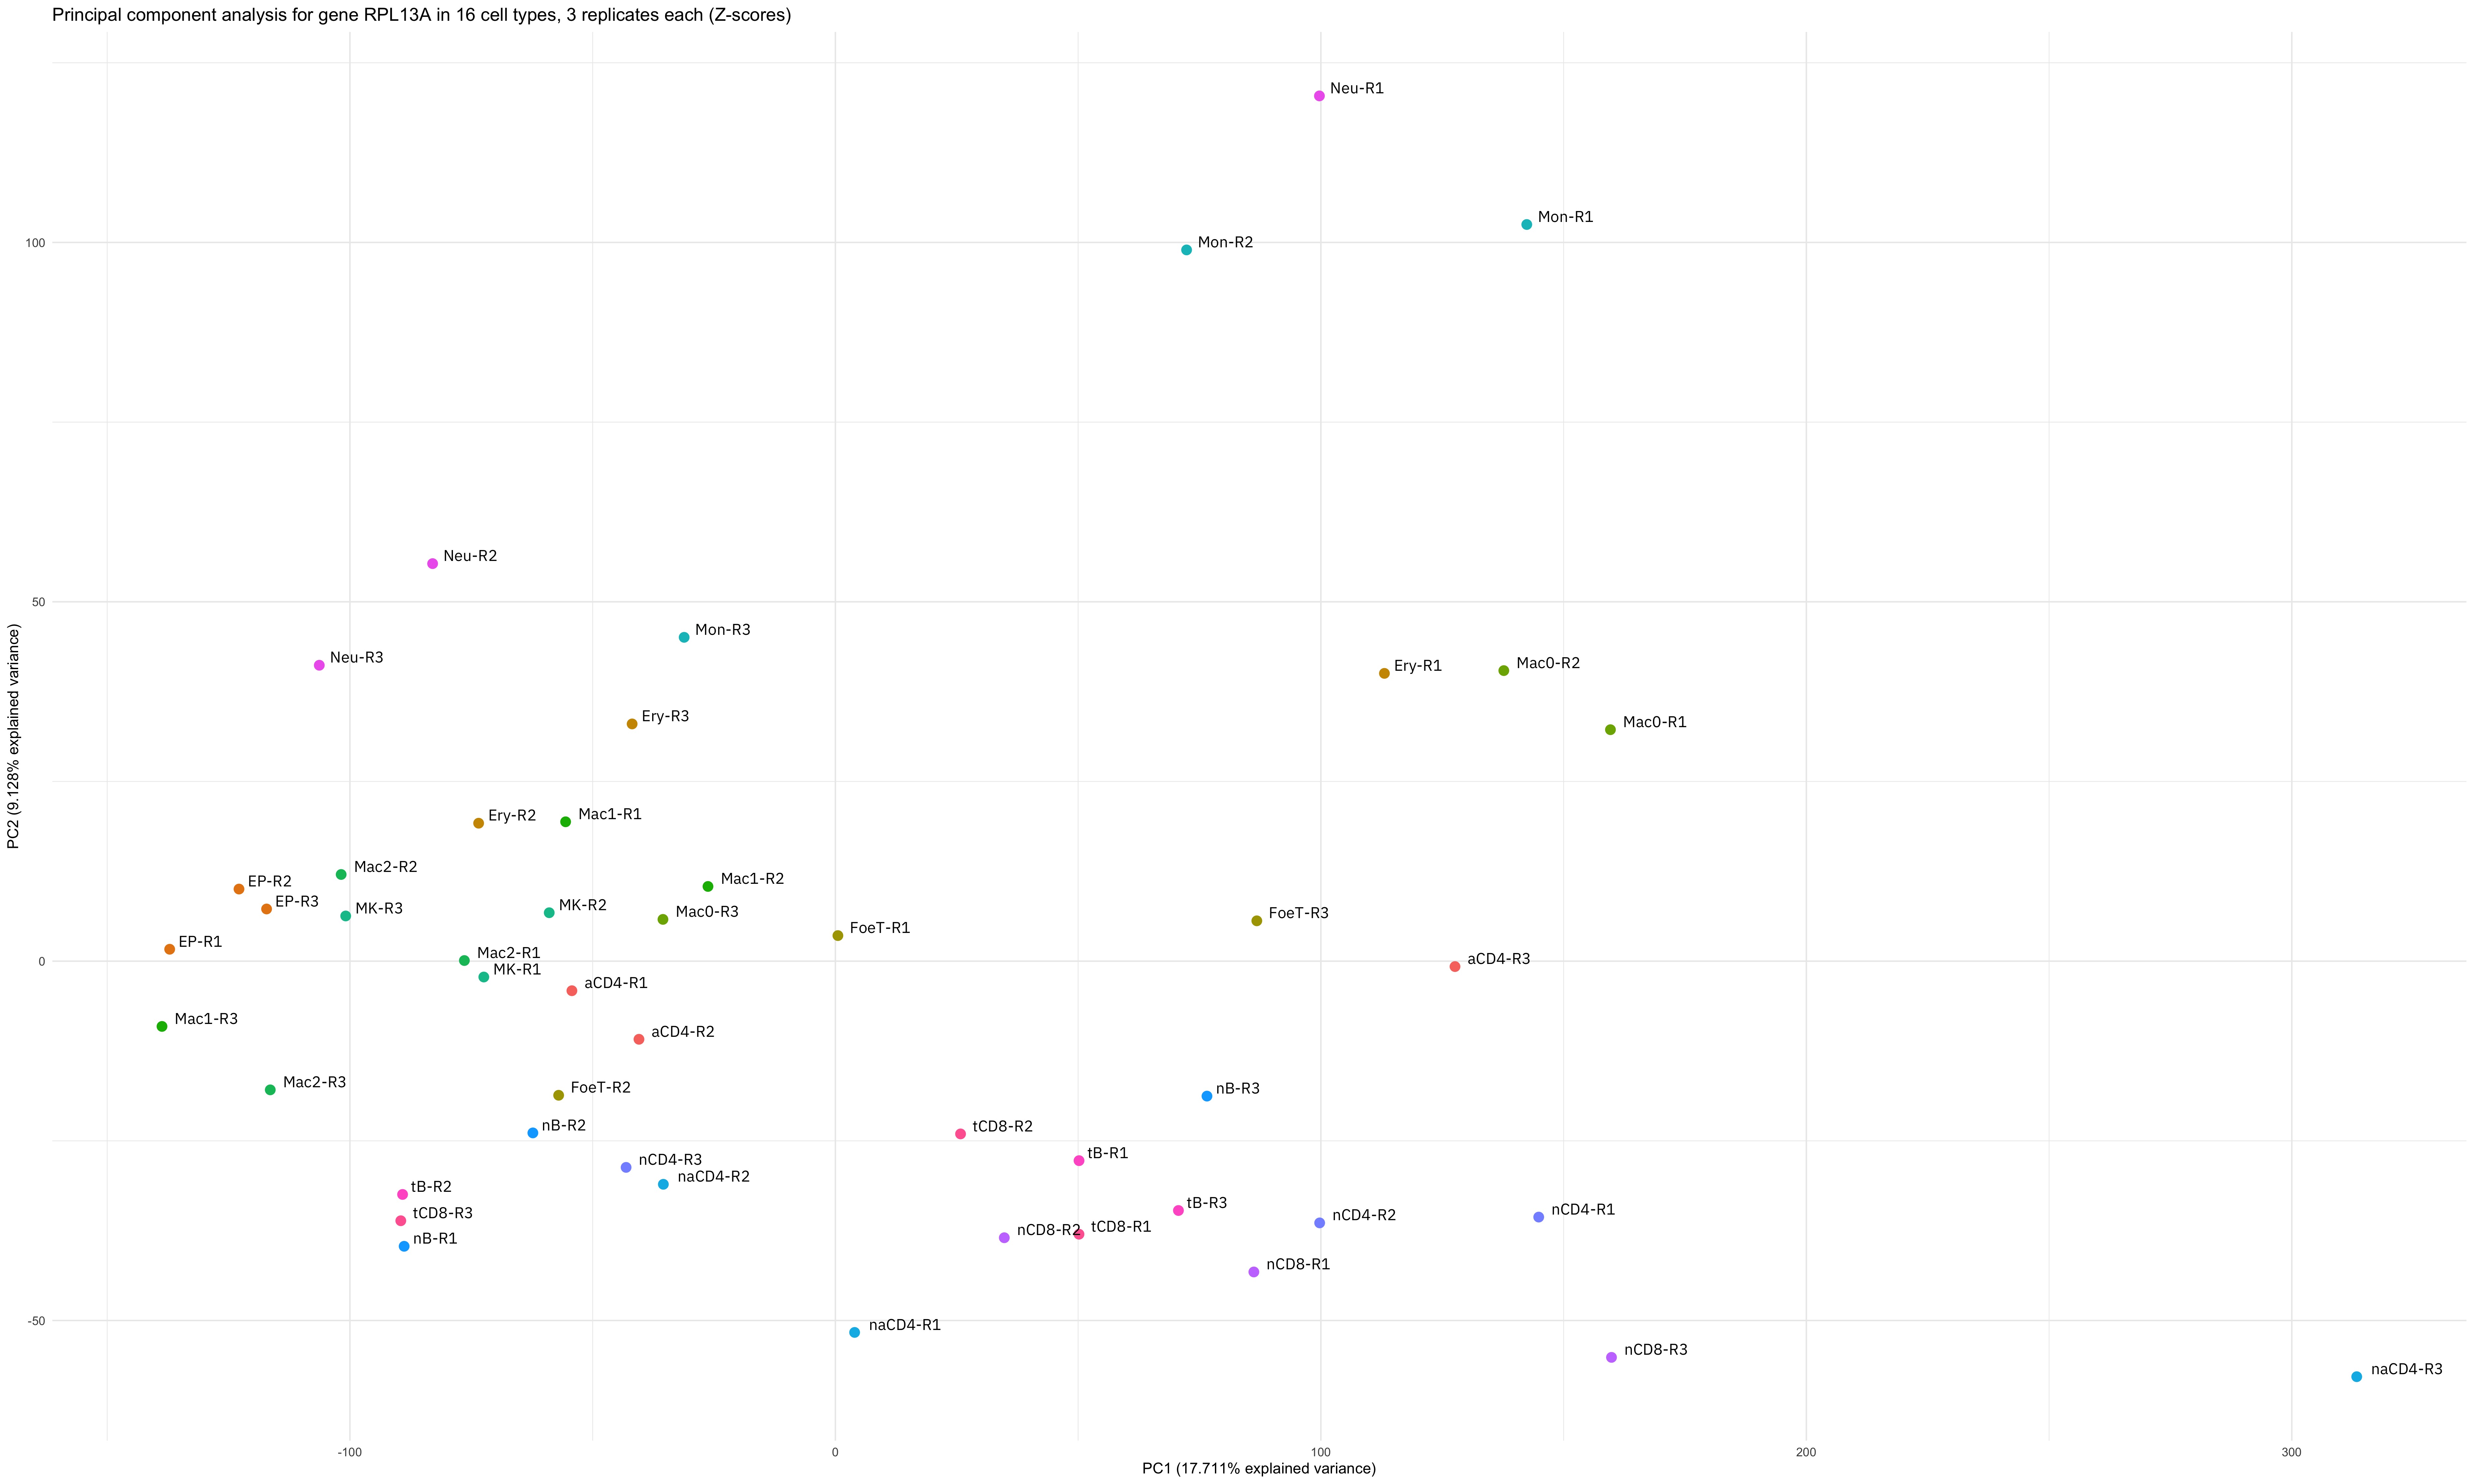 Principal component analysis for gene RPL13A in 16 cell types, 3 replicates each (Z-scores)
Neu-R1
Mon-R1
Mon-R2
100
Neu-R2
50
Mon-R3
Neu-R3
Ery-R1
Mac0-R2
Ery-R3
Mac0-R1
PC2 (9.128% explained variance)
Ery-R2
Mac1-R1
Mac2-R2
EP-R2
Mac1-R2
EP-R3
MK-R3
MK-R2
Mac0-R3
FoeT-R3
FoeT-R1
EP-R1
Mac2-R1
0
aCD4-R3
MK-R1
aCD4-R1
Mac1-R3
aCD4-R2
Mac2-R3
FoeT-R2
nB-R3
nB-R2
tCD8-R2
tB-R1
nCD4-R3
naCD4-R2
tB-R2
tB-R3
nCD4-R1
tCD8-R3
nCD4-R2
tCD8-R1
nCD8-R2
nB-R1
nCD8-R1
-50
naCD4-R1
nCD8-R3
naCD4-R3
-100
0
100
200
300
PC1 (17.711% explained variance)